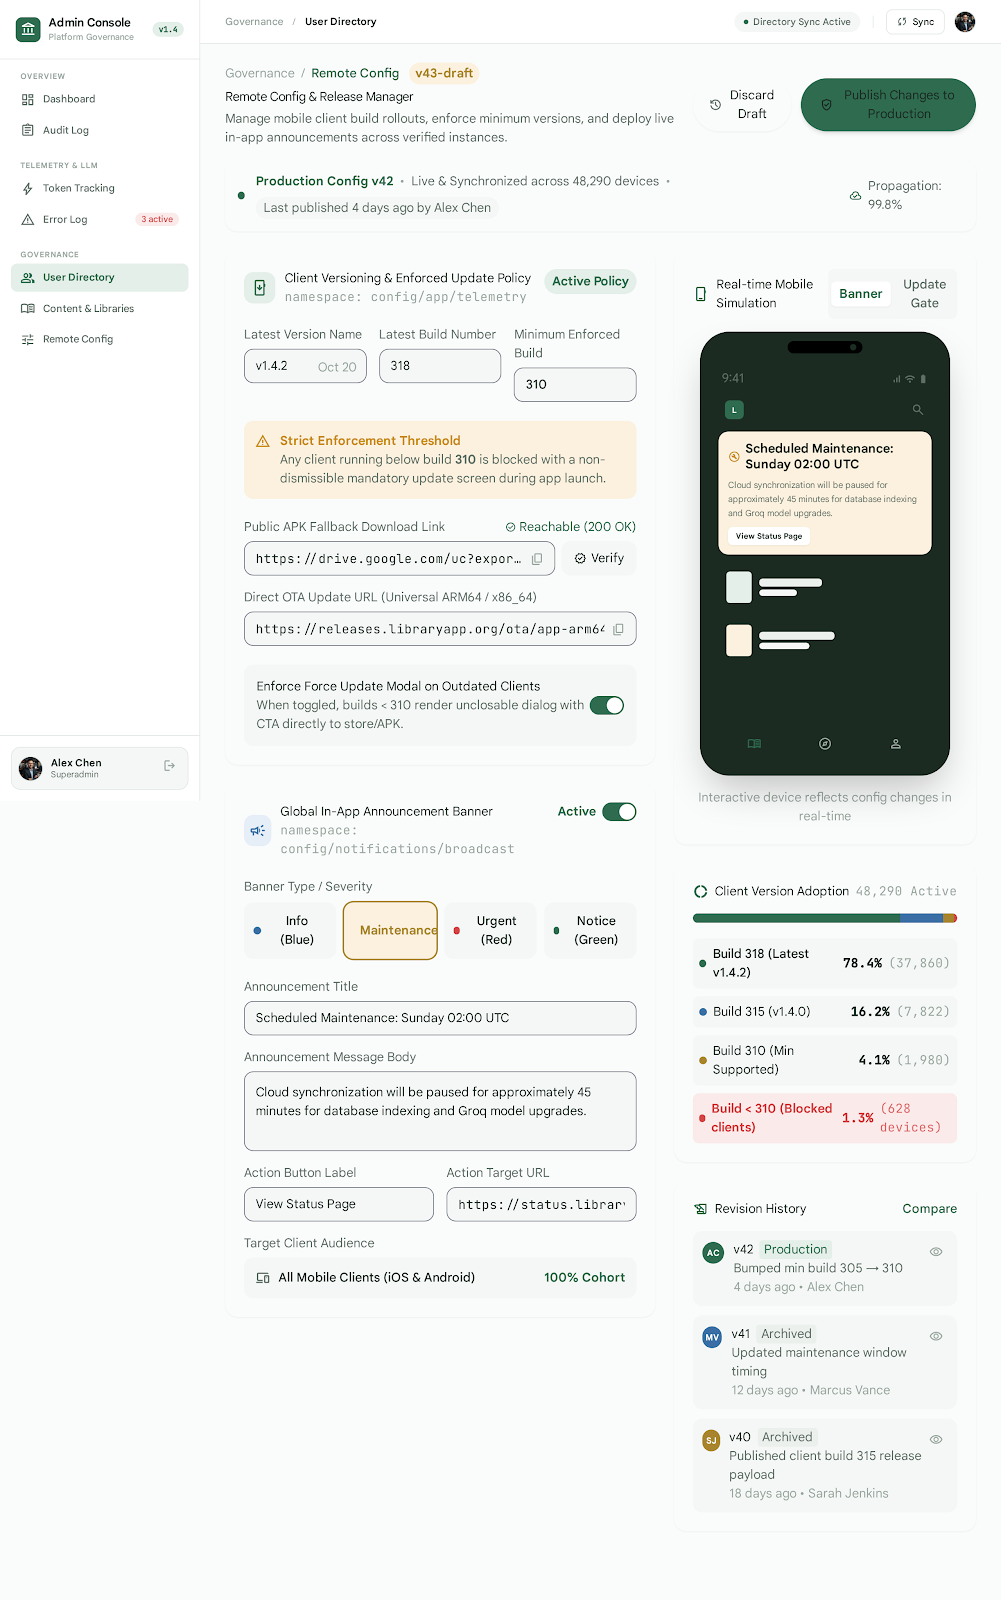 Admin Console
Platform Governance
v1.4
OVERVIEW
Dashboard
Audit Log
TELEMETRY & LLM
Token Tracking
Error Log
3 active
GOVERNANCE
User Directory
Content & Libraries
Remote Config
Alex Chen
Superadmin
Governance / User Directory
Directory Sync Active
Sync
Governance / Remote Config v43-draft
Remote Config & Release Manager
Manage mobile client build rollouts, enforce minimum versions, and deploy live
in-app announcements across verified instances.
Discard
Draft
Publish Changes to
Production
Production Config v42 • Live & Synchronized across 48,290 devices •
Last published 4 days ago by Alex Chen
Propagation:
99.8%
Client Versioning & Enforced Update Policy
namespace: config/app/telemetry
Active Policy
Latest Version Name
v1.4.2
Oct 20
Latest Build Number
318
Minimum Enforced
Build
310
Strict Enforcement Threshold
Any client running below build 310 is blocked with a non-
dismissible mandatory update screen during app launch.
Public APK Fallback Download Link
Reachable (200 OK)
https://drive.google.com/uc?expor…
Verify
Direct OTA Update URL (Universal ARM64 / x86_64)
https://releases.libraryapp.org/ota/app-arm64
Enforce Force Update Modal on Outdated Clients
When toggled, builds < 310 render unclosable dialog with
CTA directly to store/APK.
Global In-App Announcement Banner
namespace:
config/notifications/broadcast
Active
Banner Type / Severity
Info
(Blue)
Maintenance
Urgent
(Red)
Notice
(Green)
Announcement Title
Scheduled Maintenance: Sunday 02:00 UTC
Announcement Message Body
Cloud synchronization will be paused for approximately 45
minutes for database indexing and Groq model upgrades.
Action Button Label
View Status Page
Action Target URL
https://status.library
Target Client Audience
All Mobile Clients (iOS & Android)
100% Cohort
Real-time Mobile
Simulation
Banner
Update
Gate
9:41
L
Scheduled Maintenance:
Sunday 02:00 UTC
Cloud synchronization will be paused for
approximately 45 minutes for database indexing
and Groq model upgrades.
View Status Page
Interactive device reflects config changes in
real-time
Client Version Adoption
48,290 Active
Build 318 (Latest
v1.4.2)
78.4% (37,860)
Build 315 (v1.4.0)
16.2% (7,822)
Build 310 (Min
Supported)
4.1% (1,980)
Build < 310 (Blocked
clients)
1.3% (628
devices)
Revision History
Compare
AC
v42 Production
Bumped min build 305 → 310
4 days ago • Alex Chen
MV
v41 Archived
Updated maintenance window
timing
12 days ago • Marcus Vance
SJ
v40 Archived
Published client build 315 release
payload
18 days ago • Sarah Jenkins